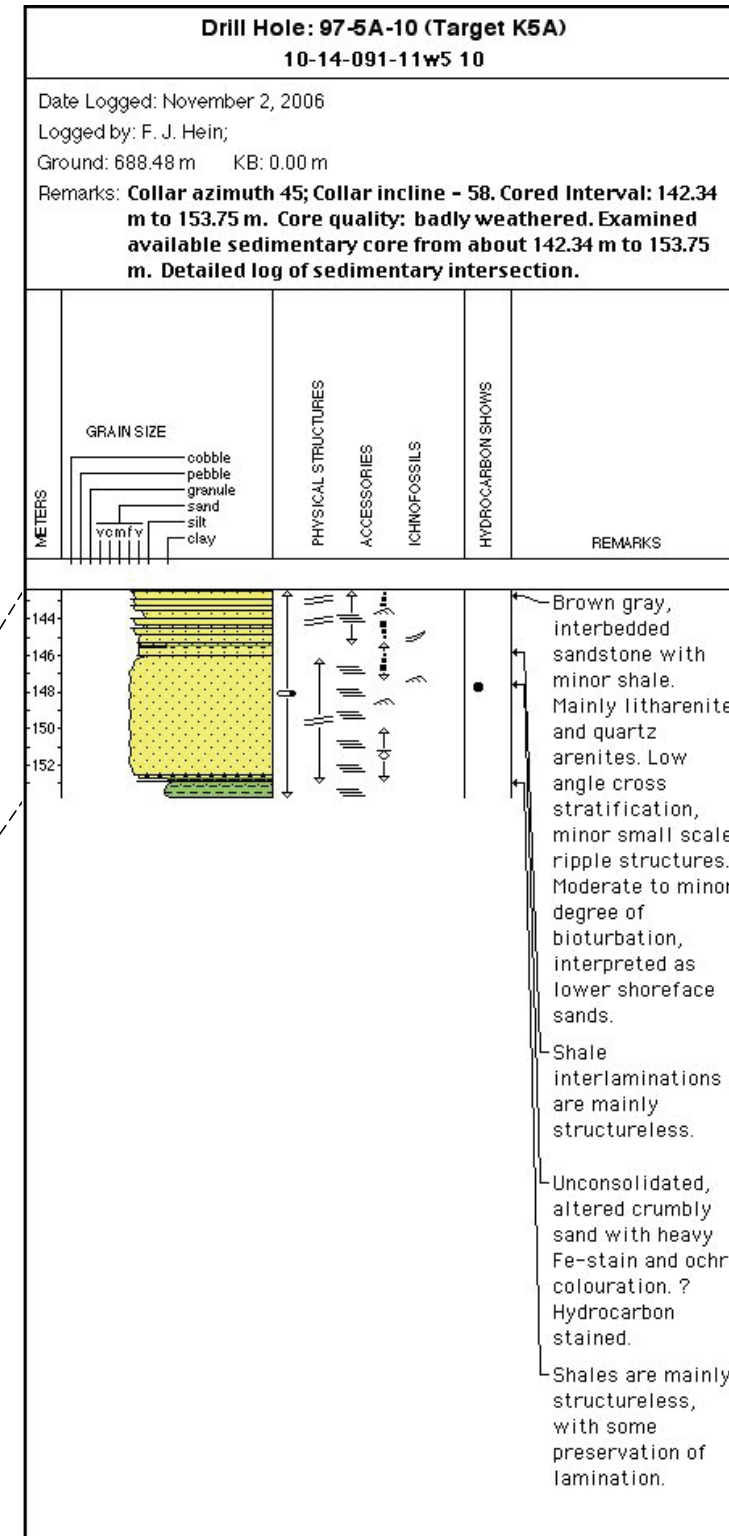 Drill Hole: 97-5A-10 (Target K5A)
10-14-091-11w5 10
Date Logged: November 2, 2006
Logged by: F. J. Hein;
Ground: 688.48 m KB: 0.00 m
Remarks: Collar azimuth 45; Collar incline - 58. Cored Interval: 142.34
m to 153.75 m. Core quality: badly weathered. Examined
available sedimentary core from about 142.34 m to 153.75
m. Detailed log of sedimentary intersection.
METERS
GRAIN SIZE
cobble
pebble
granule
sand
silt
clay
vcmfv
PHYSICAL STRUCTURES
ACCESSORIES
ICHNOFOSSILS
HYDROCARBON SHOWS
REMARKS
144
146
148
150
152
Brown gray,
interbedded
sandstone with
minor shale.
Mainly litharenite
and quartz
arenites. Low
angle cross
stratification,
minor small scale
ripple structures.
Moderate to minor
degree of
bioturbation,
interpreted as
lower shoreface
sands.
Shale
interlaminations
are mainly
structureless.
Unconsolidated,
altered crumbly
sand with heavy
Fe-stain and ochr
colouration. ?
Hydrocarbon
stained.
Shales are mainly
structureless,
with some
preservation of
lamination.